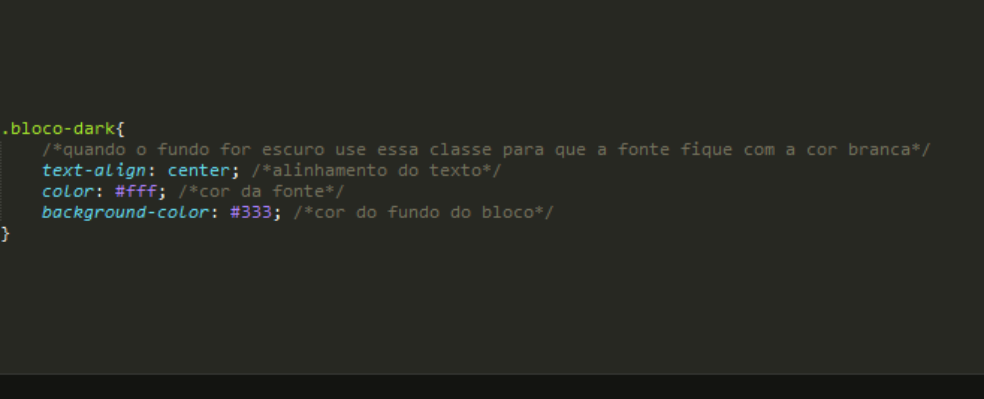 .bloco-dark{
/*quando o fundo for escuro use essa classe para que a fonte fique com a cor branca*/
text-align: center; /*alinhamento do texto*/
color: #fff; /*cor da fonte*/
background-color: #333; /*cor do fundo do bloco*/
}